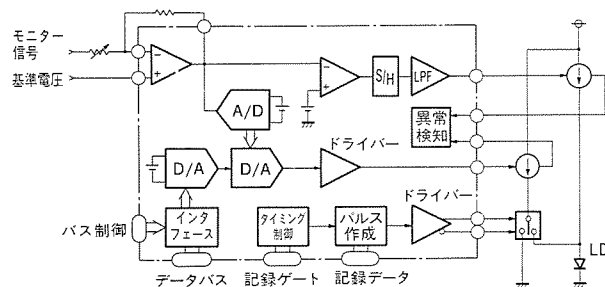 モニター
信号
基準電圧
−
+
−
+
S/H
LPF
A/D
異常
検知
D/A
D/A
ドライバー
ドライバー
バス制御
インタ
フェース
タイミング
制御
パルス
作成
LD
データバス
記録ゲート
記録データ